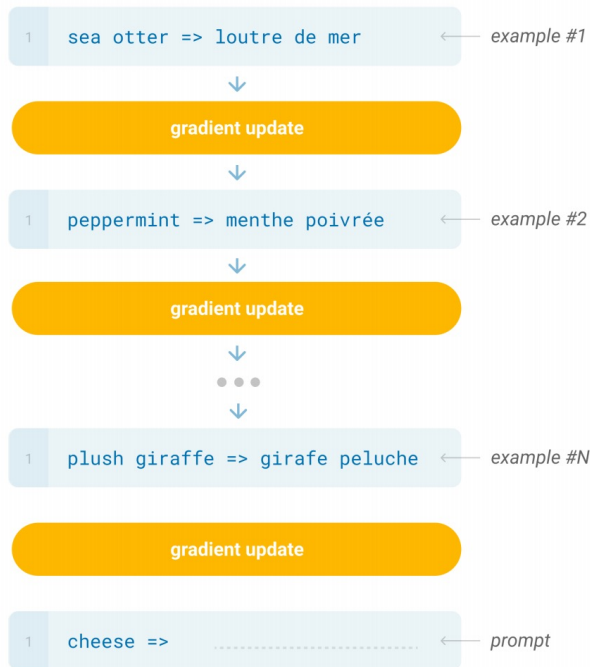 1 sea otter => loutre de mer example #1
gradient update
1 peppermint => menthe poivrée example #2
gradient update
1 plush giraffe => girafe peluche example #N
gradient update
1 cheese => ........................ prompt